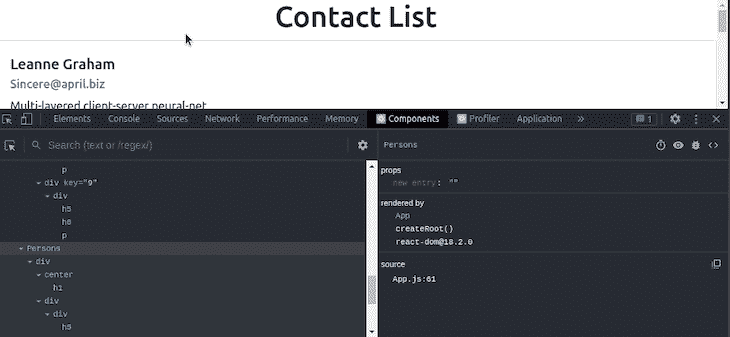 Contact List
Leanne Graham
Sincere@april.biz
Multi-layered client-server neural-net
Elements Console Sources Network Performance Memory Components Profiler Application » 1
Search (text or /regex/)
Persons
p
div key="9"
div
h5
h6
p
Persons
div
center
h1
div
div
h5
props
new entry: ""
rendered by
App
createRoot()
react-dom@18.2.0
source
App.js:61